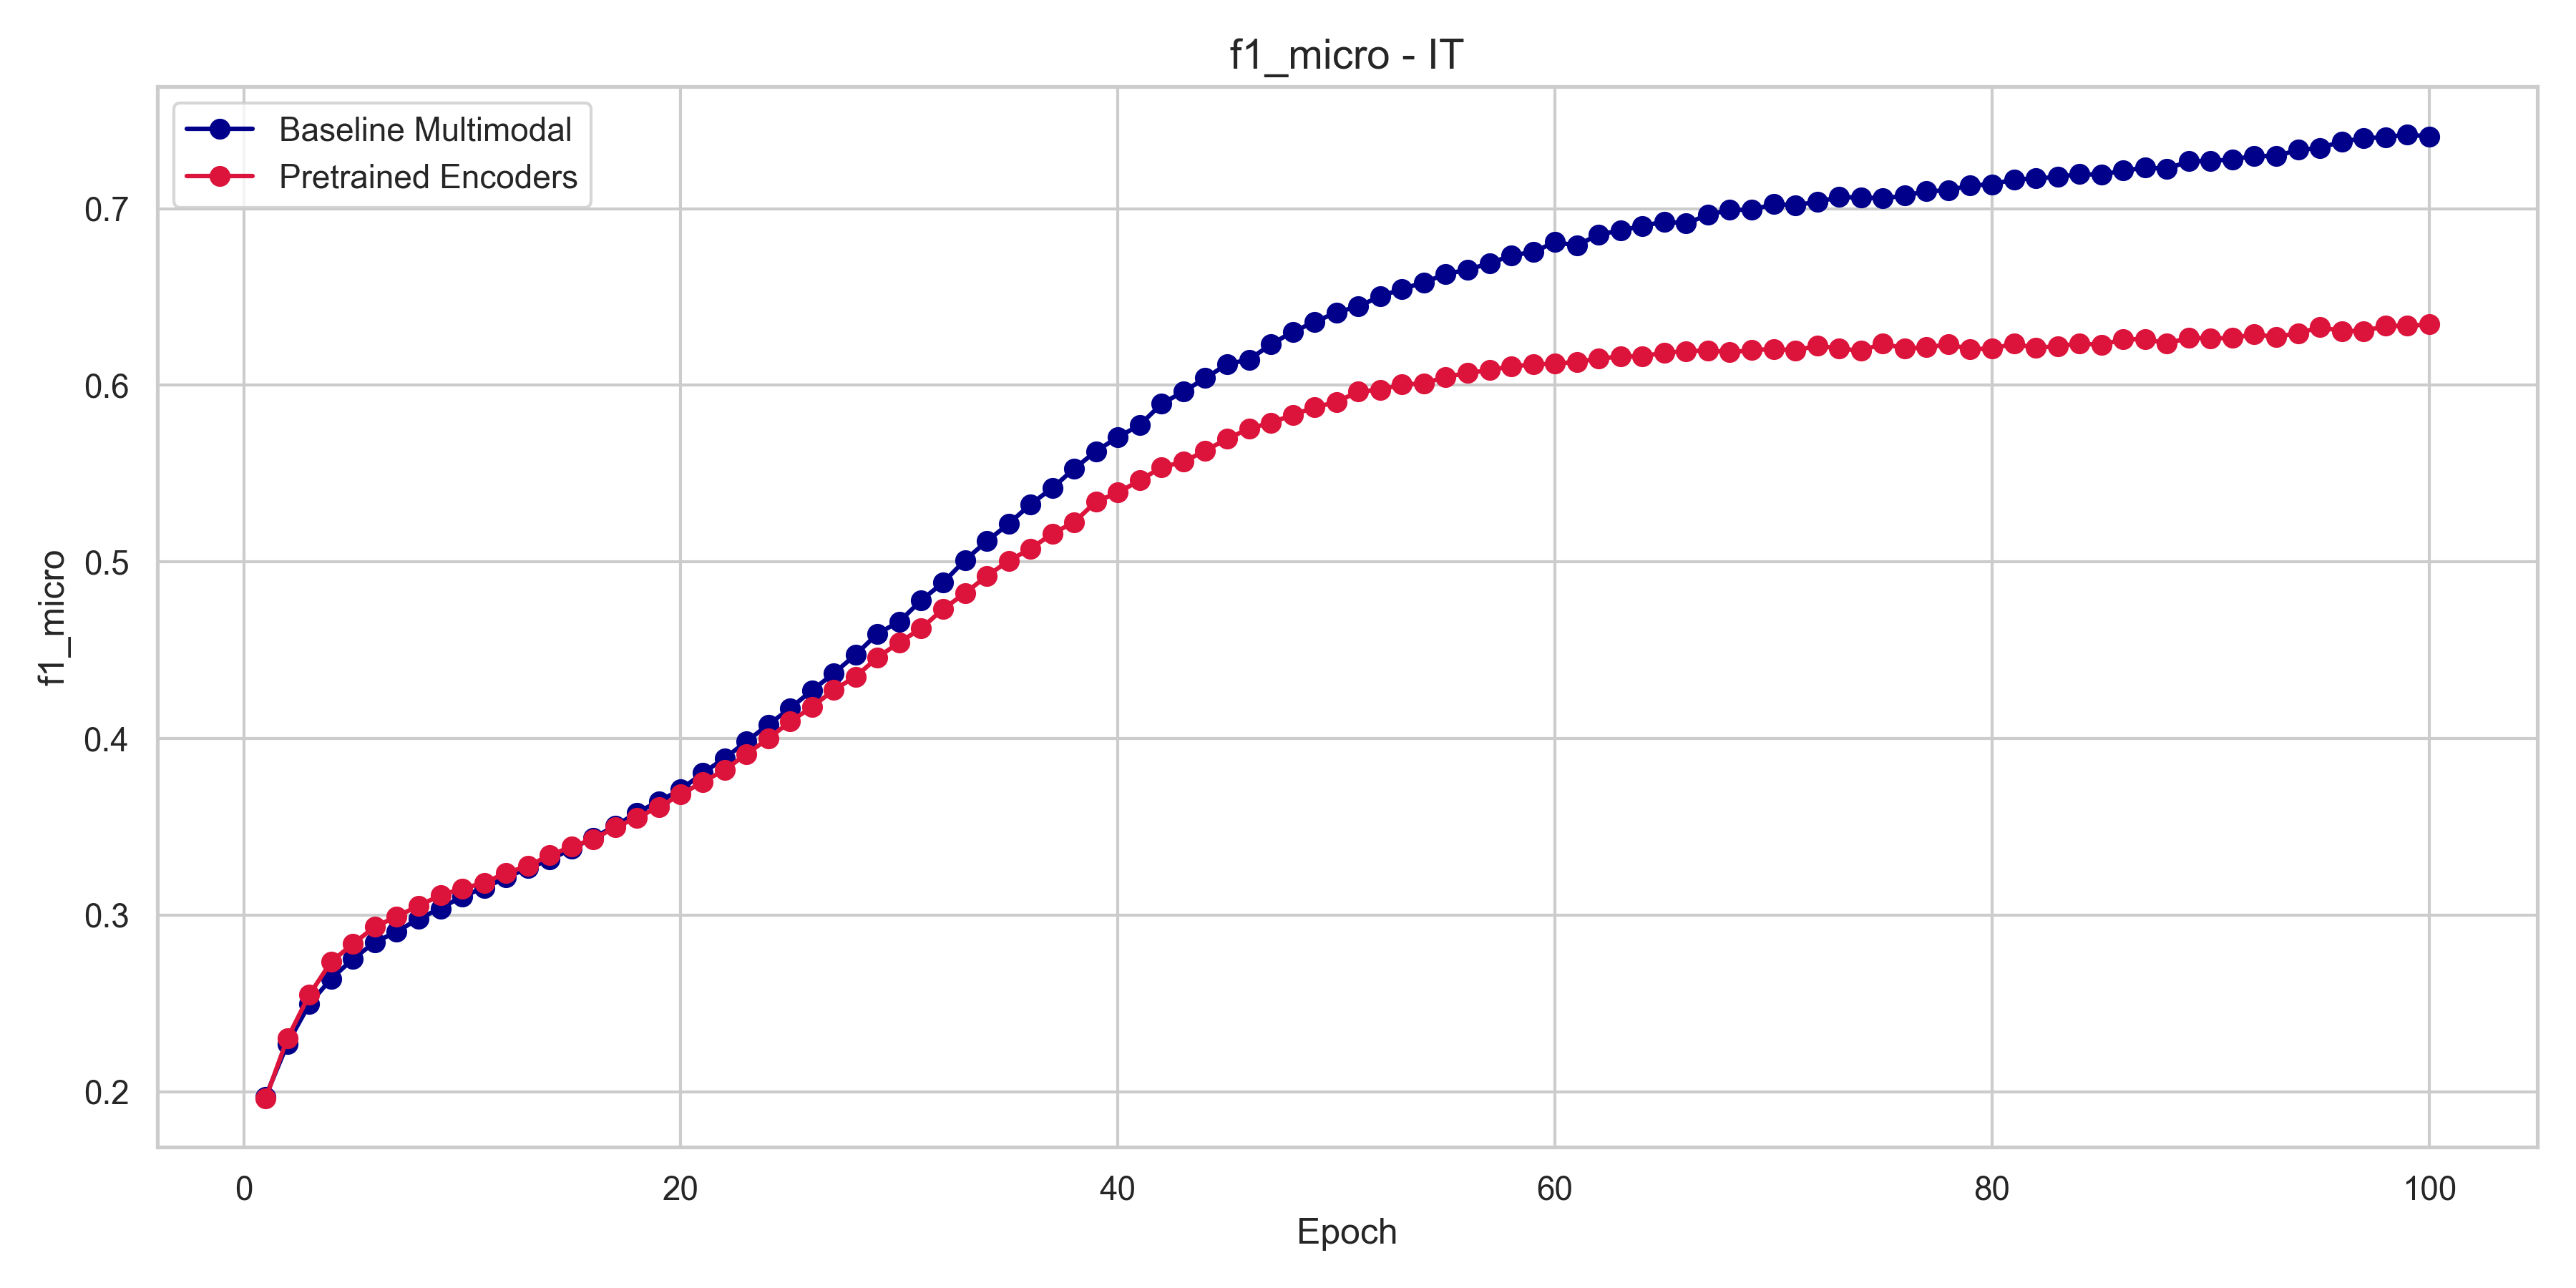 f1_micro - IT
Baseline Multimodal
Pretrained Encoders
0.7
0.6
0.5
0.4
0.3
0.2
f1_micro
0 20 40 60 80 100
Epoch